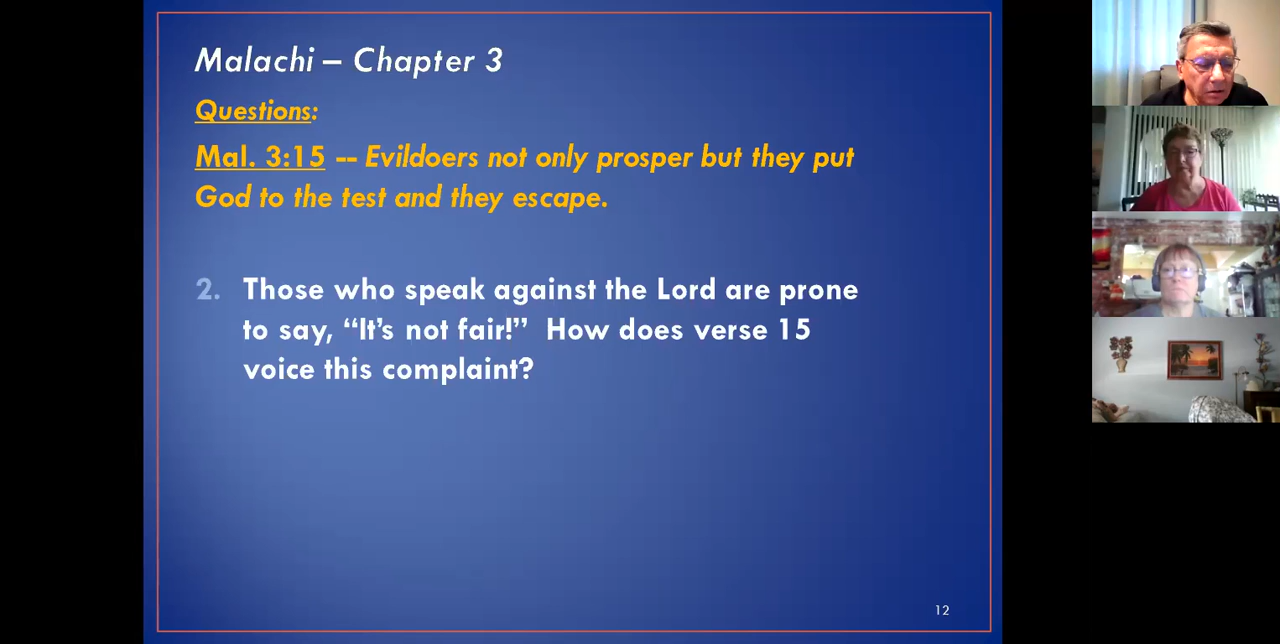 Malachi – Chapter 3
Questions:
Mal. 3:15 -- Evildoers not only prosper but they put
God to the test and they escape.
2. Those who speak against the Lord are prone
to say, “It’s not fair!”  How does verse 15
voice this complaint?
12